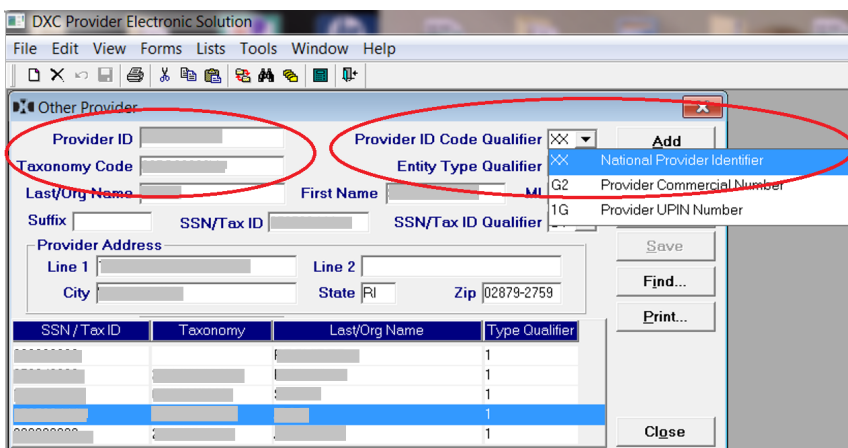 DXC Provider Electronic Solution
File Edit View Forms Lists Tools Window Help
Other Provider
Provider ID
Provider ID Code Qualifier XX
Add
Taxonomy Code
Entity Type Qualifier
XX National Provider Identifier
Last/Org Name
First Name
MI
G2 Provider Commercial Number
1G Provider UPIN Number
Suffix
SSN/Tax ID
SSN/Tax ID Qualifier
Provider Address
Save
Line 1
Line 2
Find...
City
State RI
Zip 02879-2759
Print...
SSN / Tax ID Taxonomy Last/Org Name Type Qualifier
1
1
1
1
1
Close